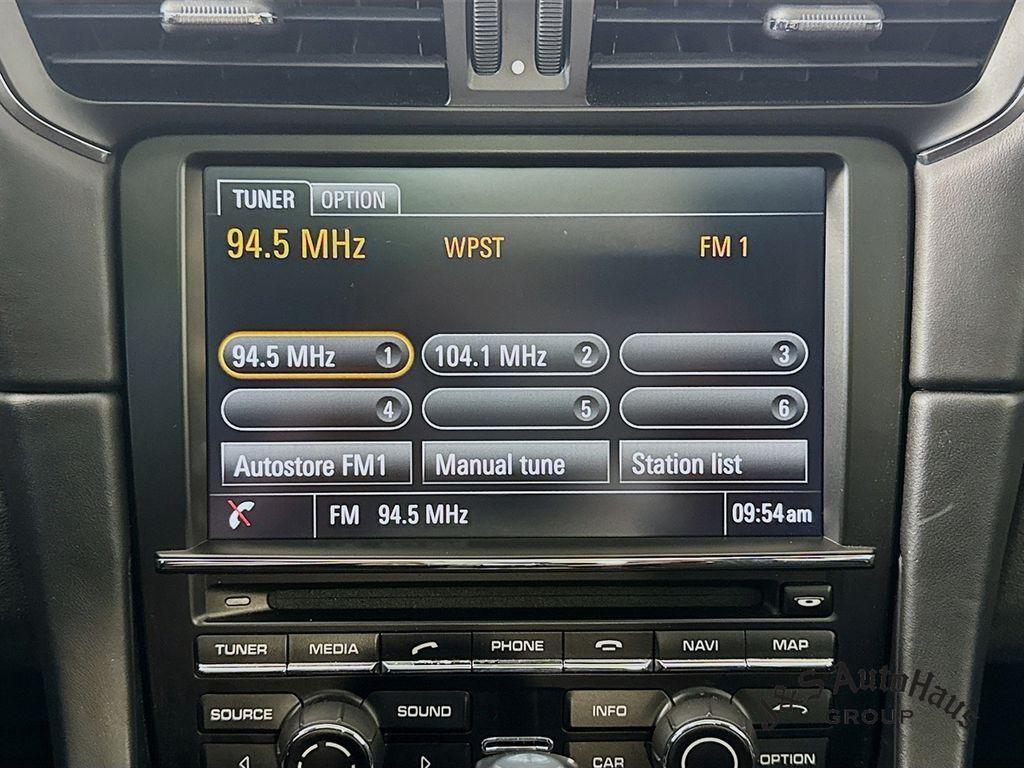 TUNER OPTION
94.5 MHz WPST FM 1
94.5 MHz 1 104.1 MHz 2 3
4 5 6
Autostore FM1 Manual tune Station list
FM 94.5 MHz 09:54am
TUNER MEDIA PHONE NAVI MAP
SOURCE SOUND INFO
AutoHaus
GROUP
CAR OPTION